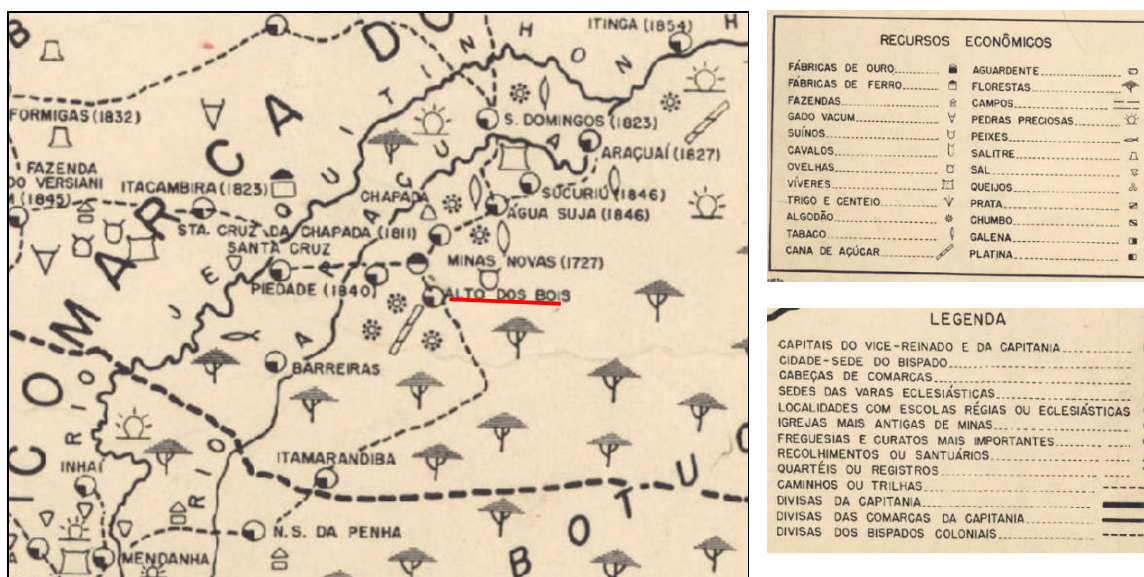 ITINGA (1854)
FORMIGAS (1832)
S. DOMINGOS (1823)
ARAÇUAÍ (1827)
FAZENDA
DO VERSIANI
(1845)
ITACAMBIRA (1823)
CHAPADA
SUCURIÚ (1846)
ÁGUA SUJA (1846)
STA. CRUZ DA CHAPADA (1811)
SANTA CRUZ
MINAS NOVAS (1727)
PIEDADE (1840)
ALTO DOS BOIS
BARREIRAS
ITAMARANDIBA
INHAÍ
N.S. DA PENHA
MENDANHA
RIO
JEQUITINHONHA
RIO
ARAÇUAÍ
COMARCA DO
BOTUC
RECURSOS ECONÔMICOS
FÁBRICAS DE OURO
FÁBRICAS DE FERRO
FAZENDAS
GADO VACUM
SUÍNOS
CAVALOS
OVELHAS
VÍVERES
TRIGO E CENTEIO
ALGODÃO
TABACO
CANA DE AÇÚCAR
AGUARDENTE
FLORESTAS
CAMPOS
PEDRAS PRECIOSAS
PEIXES
SALITRE
SAL
QUEIJOS
PRATA
CHUMBO
GALENA
PLATINA
LEGENDA
CAPITAIS DO VICE-REINADO E DA CAPITANIA
CIDADE-SEDE DO BISPADO
CABEÇAS DE COMARCAS
SEDES DAS VARAS ECLESIÁSTICAS
LOCALIDADES COM ESCOLAS RÉGIAS OU ECLESIÁSTICAS
IGREJAS MAIS ANTIGAS DE MINAS
FREGUESIAS E CURATOS MAIS IMPORTANTES
RECOLHIMENTOS OU SANTUÁRIOS
QUARTÉIS OU REGISTROS
CAMINHOS OU TRILHAS
DIVISAS DA CAPITANIA
DIVISAS DAS COMARCAS DA CAPITANIA
DIVISAS DOS BISPADOS COLONIAIS